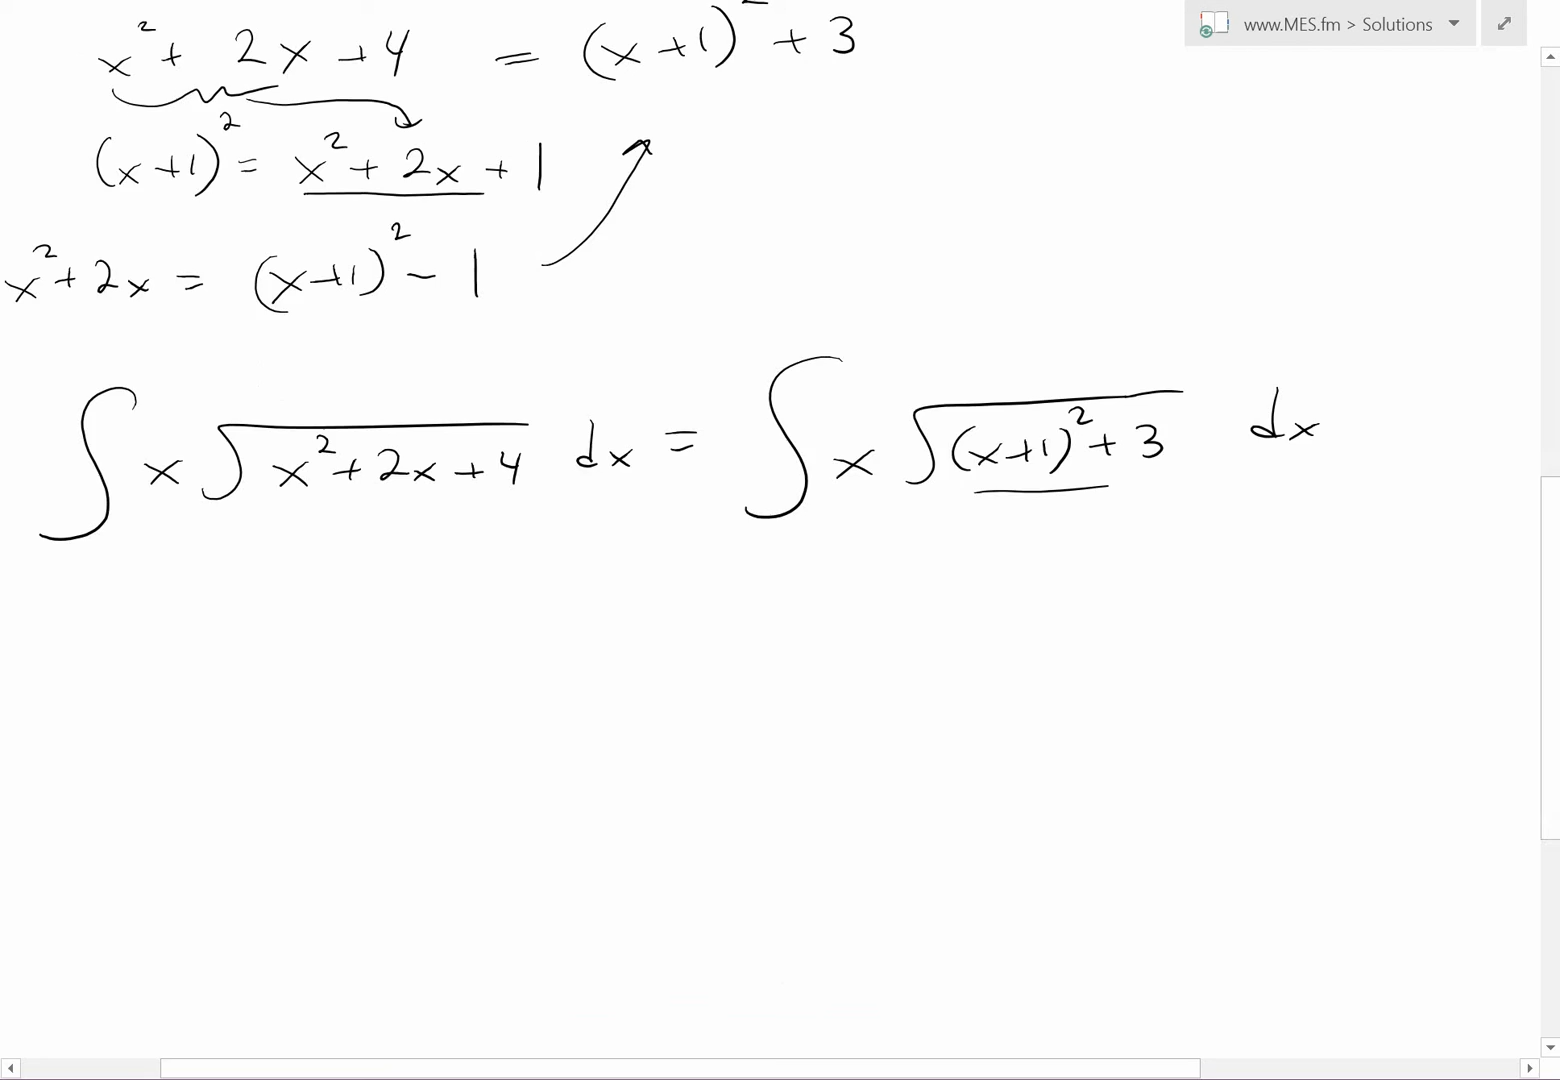 www.MES.fm > Solutions
x² + 2x + 4 = (x+1)² + 3
(x+1)² = x² + 2x + 1
x² + 2x = (x+1)² - 1
∫ x √(x² + 2x + 4) dx = ∫ x √((x+1)² + 3) dx